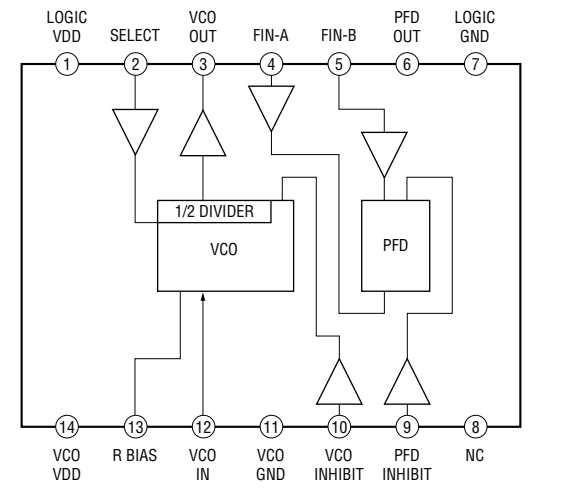 LOGIC VDD
SELECT
VCO OUT
FIN-A
FIN-B
PFD OUT
LOGIC GND
1 2 3 4 5 6 7
1/2 DIVIDER
VCO
PFD
14 13 12 11 10 9 8
VCO VDD
R BIAS
VCO IN
VCO GND
VCO INHIBIT
PFD INHIBIT
NC